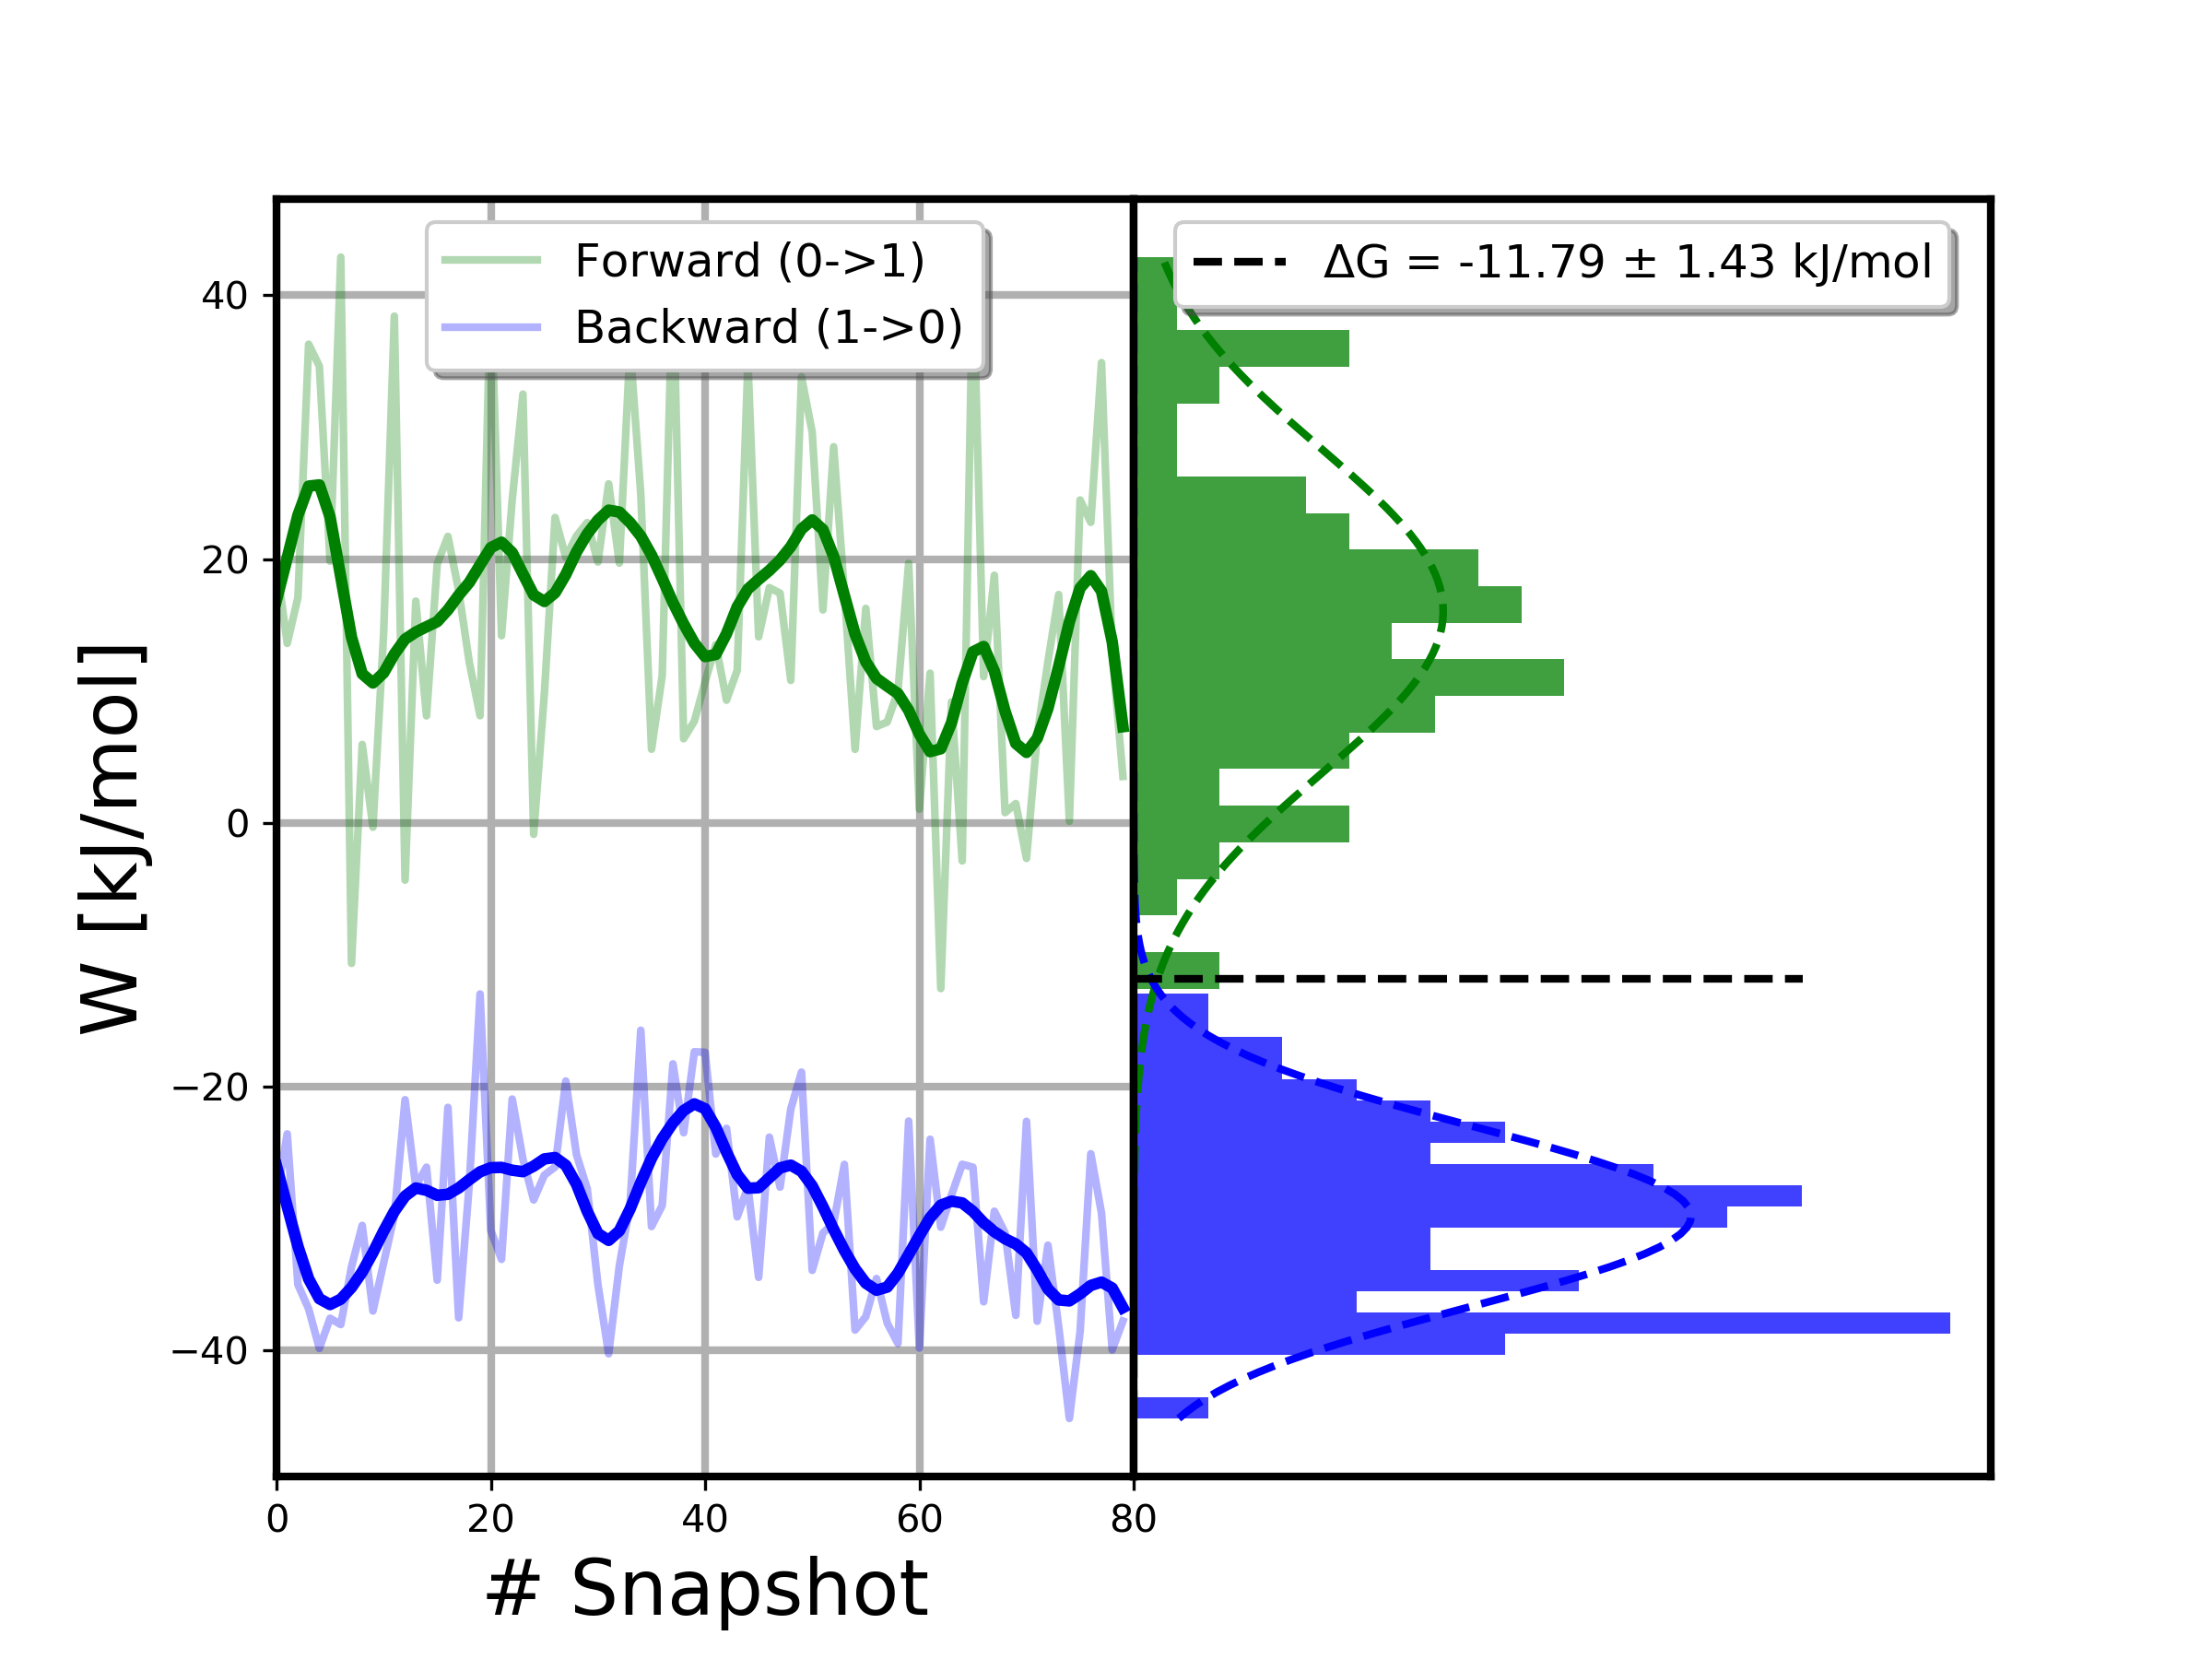 Forward (0->1)
Backward (1->0)
ΔG = -11.79 ± 1.43 kJ/mol
W [kJ/mol]
40
20
0
−20
−40
0 20 40 60 80
# Snapshot